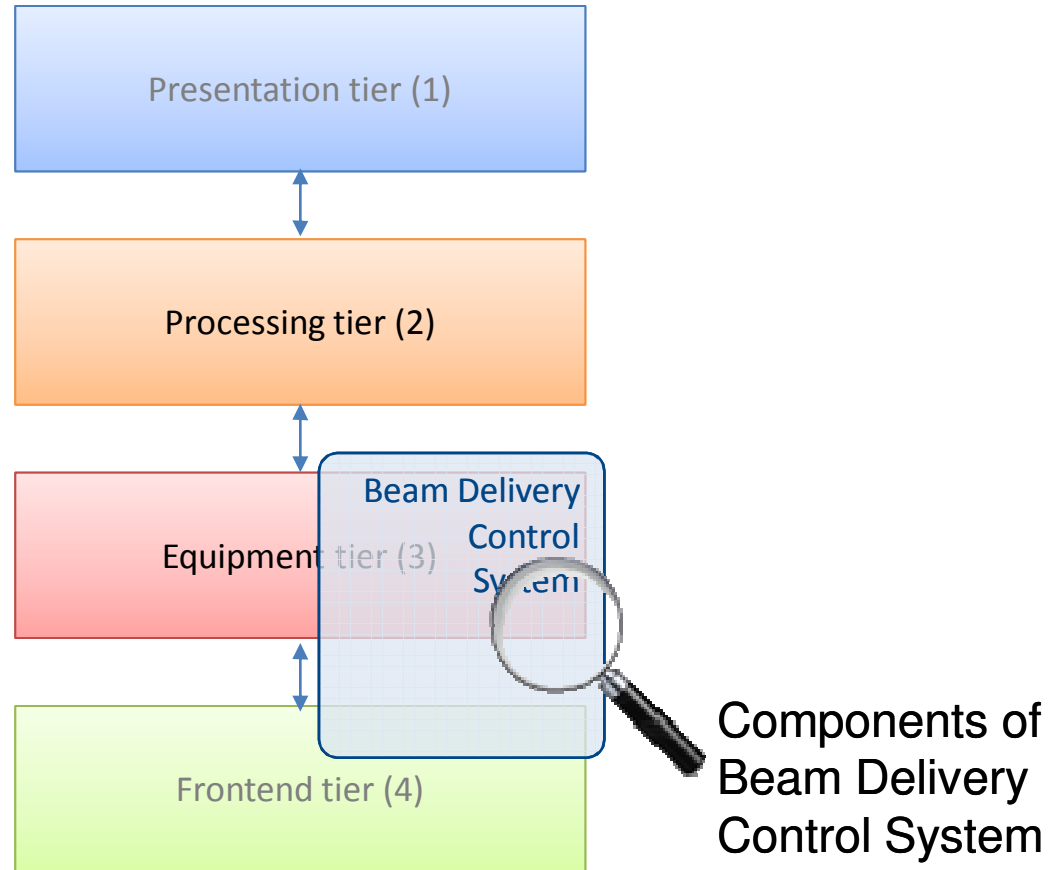 Presentation tier (1)
Processing tier (2)
Beam Delivery
Control
System
Equipment tier (3)
Frontend tier (4)
Components of
Beam Delivery
Control System